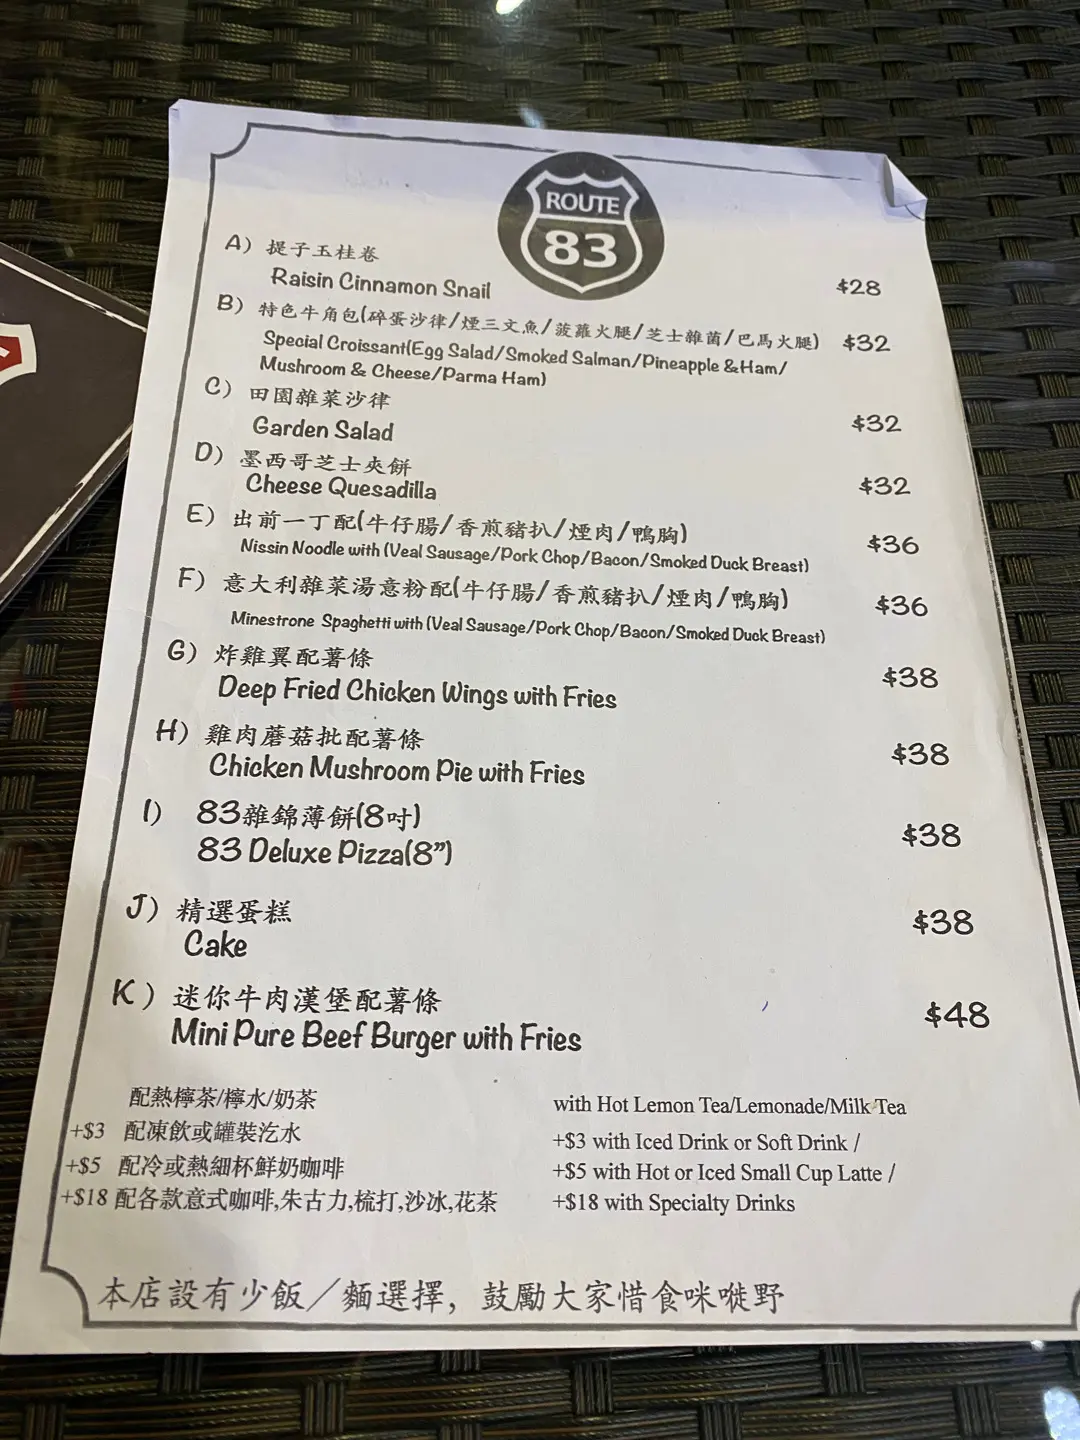 ROUTE
83
A) 提子玉桂卷
Raisin Cinnamon Snail $28
B) 特色牛角包(碎蛋沙律/煙三文魚/菠蘿火腿/芝士雜菌/巴馬火腿) $32
Special Croissant(Egg Salad/Smoked Salman/Pineapple &Ham/
Mushroom & Cheese/Parma Ham)
C) 田園雜菜沙律
Garden Salad $32
D) 墨西哥芝士夾餅
Cheese Quesadilla $32
E) 出前一丁配(牛仔腸/香煎豬扒/煙肉/鴨胸) $36
Nissin Noodle with (Veal Sausage/Pork Chop/Bacon/Smoked Duck Breast)
F) 意大利雜菜湯意粉配(牛仔腸/香煎豬扒/煙肉/鴨胸) $36
Minestrone Spaghetti with (Veal Sausage/Pork Chop/Bacon/Smoked Duck Breast)
G) 炸雞翼配薯條 $38
Deep Fried Chicken Wings with Fries
H) 雞肉蘑菇批配薯條 $38
Chicken Mushroom Pie with Fries
I) 83雜錦薄餅(8吋) $38
83 Deluxe Pizza(8”)
J) 精選蛋糕 $38
Cake
K) 迷你牛肉漢堡配薯條 $48
Mini Pure Beef Burger with Fries
配熱檸茶/檸水/奶茶 with Hot Lemon Tea/Lemonade/Milk Tea
+$3 配凍飲或罐裝汔水 +$3 with Iced Drink or Soft Drink /
+$5 配冷或熱細杯鮮奶咖啡 +$5 with Hot or Iced Small Cup Latte /
+$18 配各款意式咖啡,朱古力,梳打,沙冰,花茶 +$18 with Specialty Drinks
本店設有少飯／麵選擇，鼓勵大家惜食咪嘥野